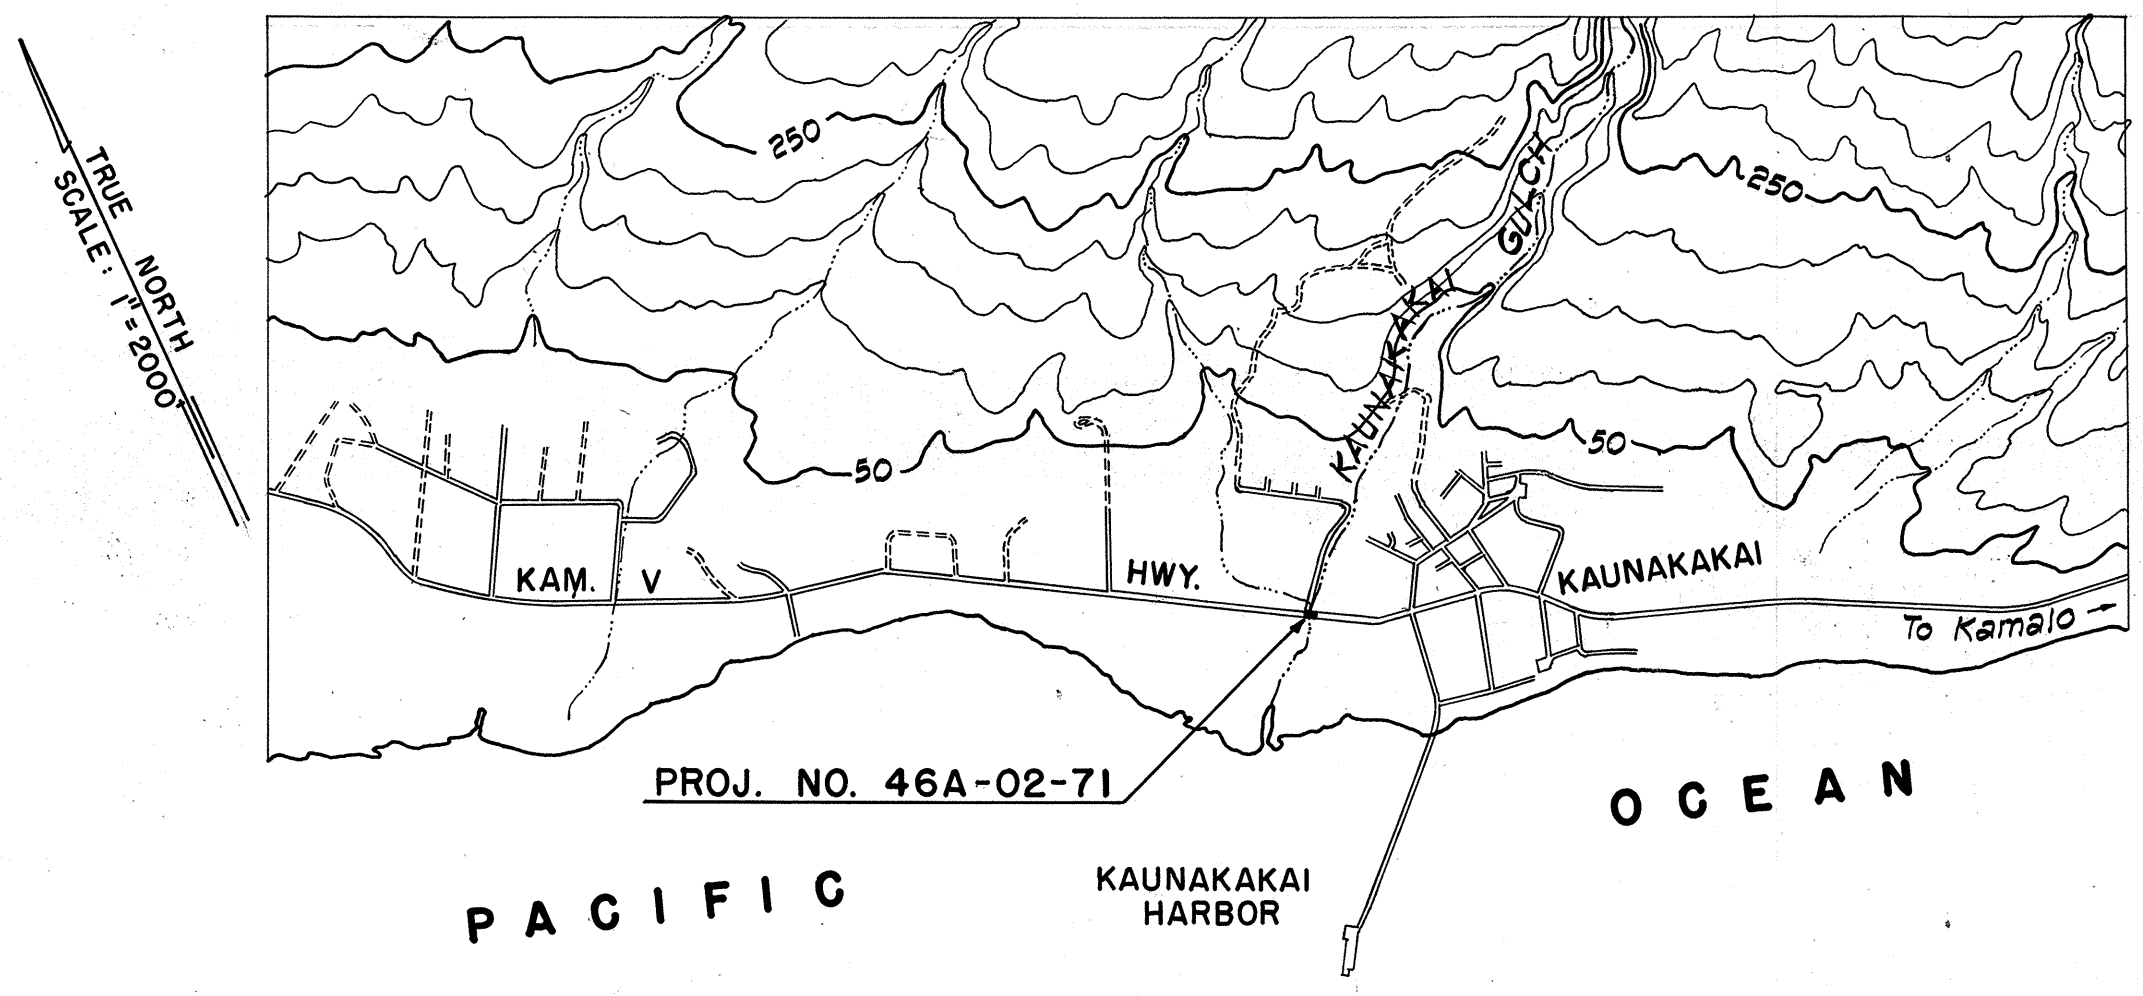 TRUE NORTH
SCALE: 1"=2000'
250
250
KAUNAKAKAI GULCH
50
50
KAM. V HWY.
KAUNAKAKAI
To Kamalo
PROJ. NO. 46A-02-71
PACIFIC OCEAN
KAUNAKAKAI
HARBOR